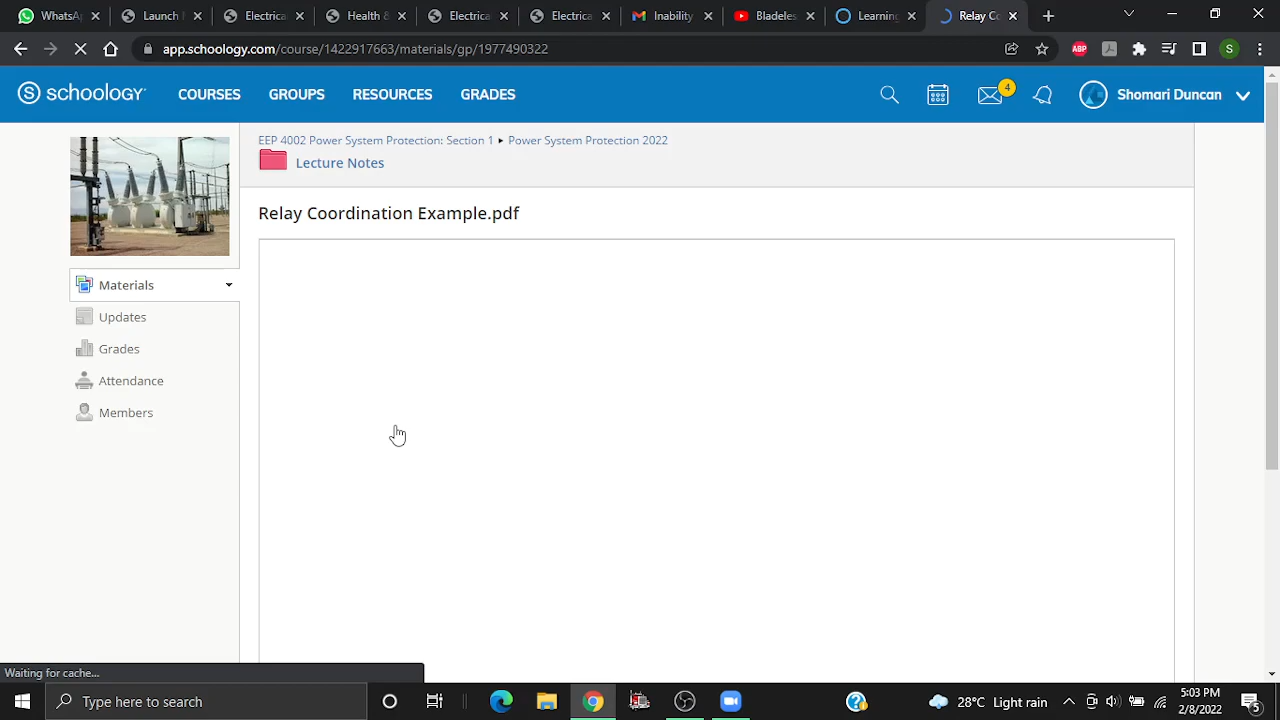 WhatsA
Launch
Electrica
Health &
Electrica
Electrica
Inability
Bladeles
Learning
Relay Co
app.schoology.com/course/1422917663/materials/gp/1977490322
ABP
S
schoology
COURSES
GROUPS
RESOURCES
GRADES
4
Shomari Duncan
EEP 4002 Power System Protection: Section 1 ▸ Power System Protection 2022
Lecture Notes
Relay Coordination Example.pdf
Materials
Updates
Grades
Attendance
Members
Waiting for cache...
Type here to search
28°C Light rain
5:03 PM
2/8/2022
5